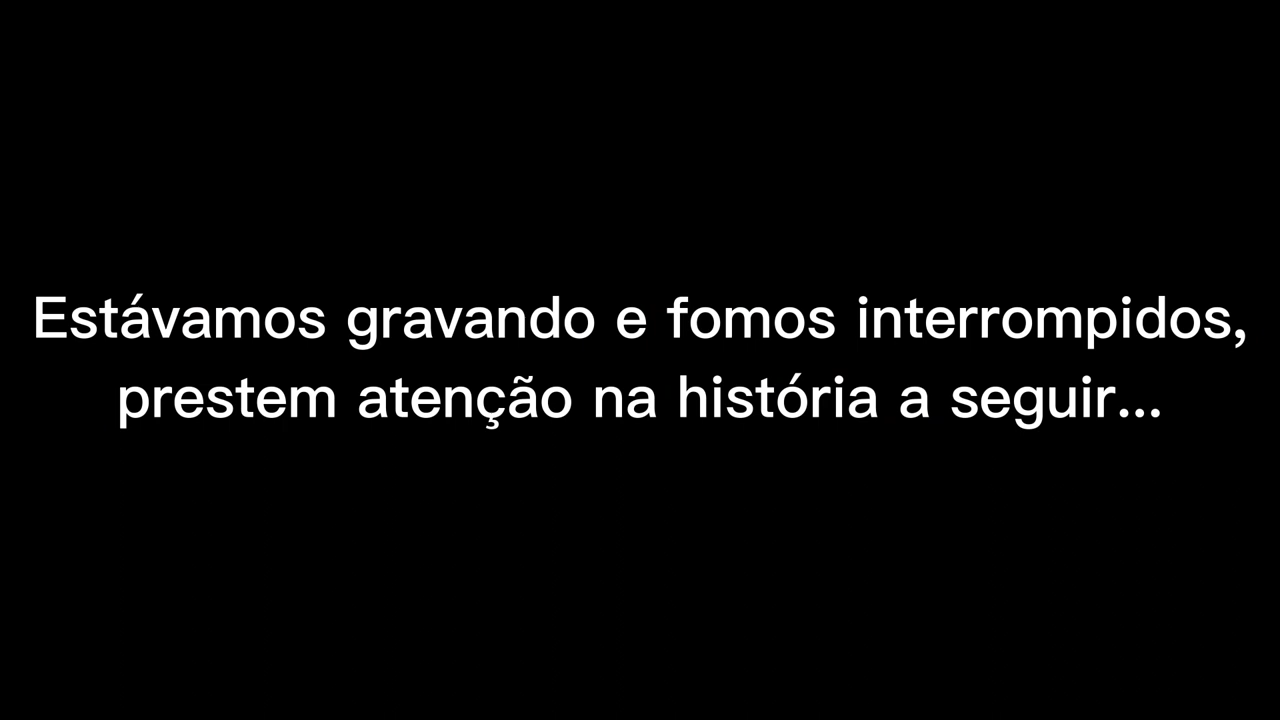 Estávamos gravando e fomos interrompidos,
prestem atenção na história a seguir...